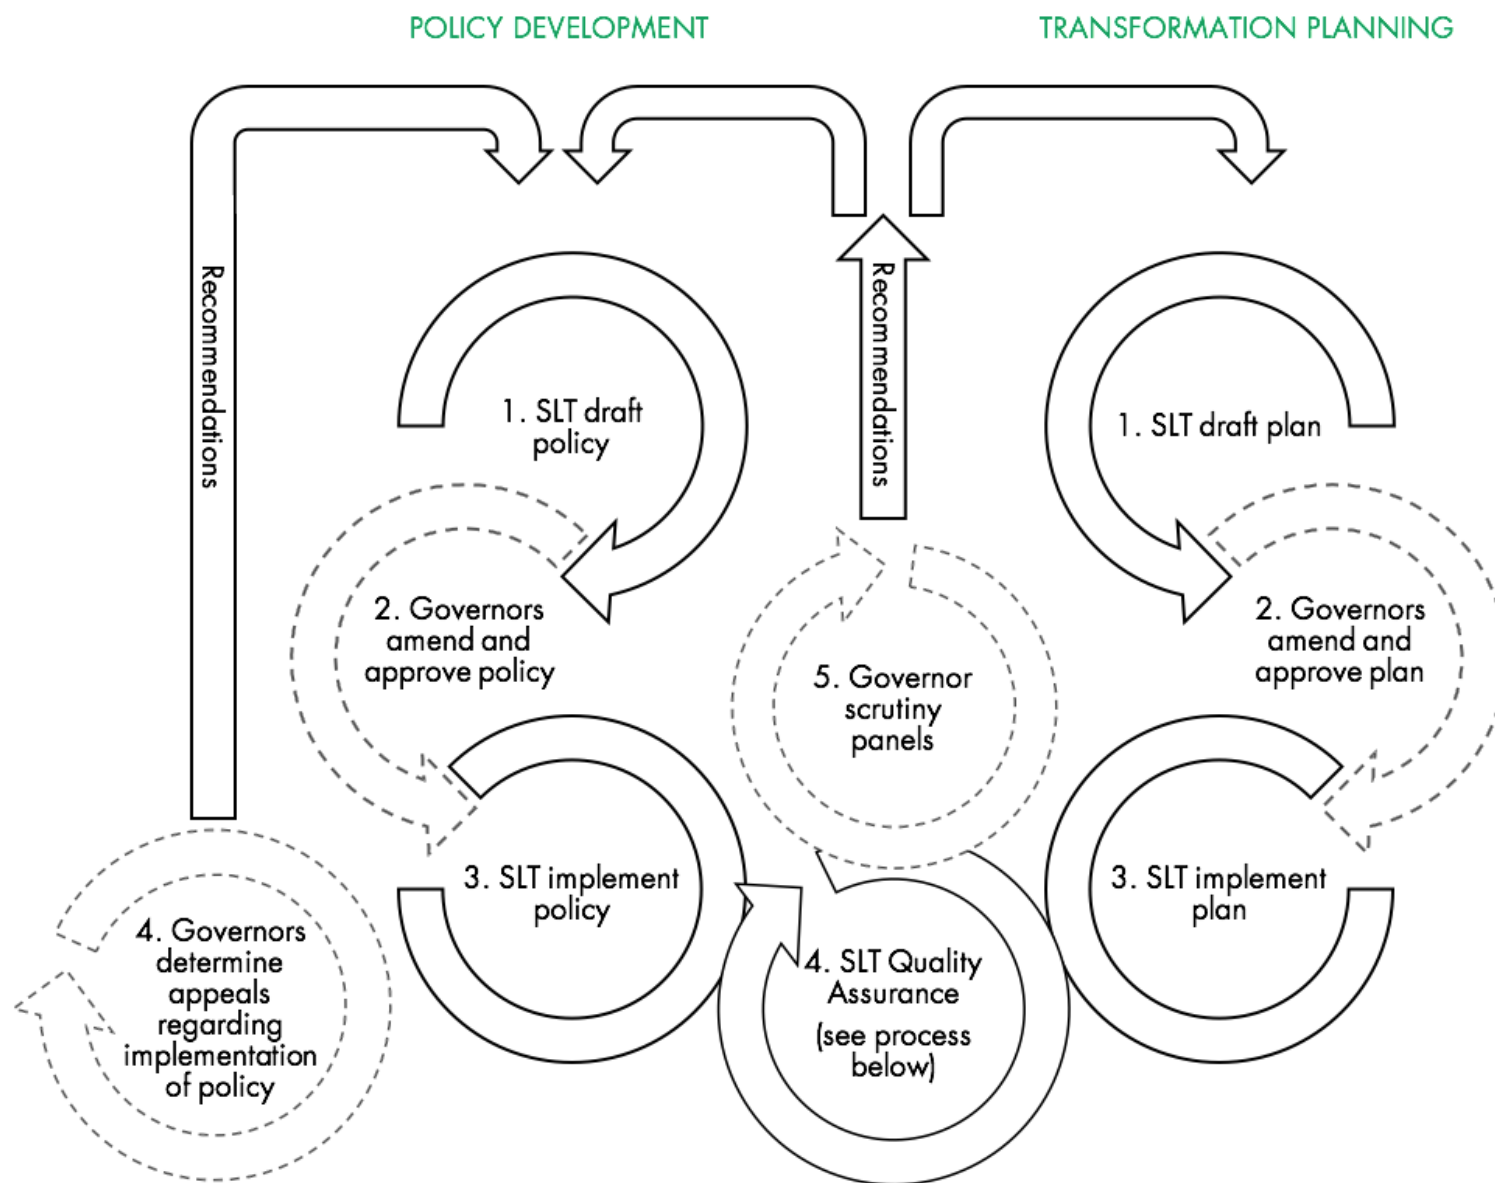 POLICY DEVELOPMENT
TRANSFORMATION PLANNING
Recommendations
Recommendations
1. SLT draft
policy
1. SLT draft plan
2. Governors
amend and
approve policy
2. Governors
amend and
approve plan
5. Governor
scrutiny
panels
3. SLT implement
policy
3. SLT implement
plan
4. Governors
determine
appeals
regarding
implementation
of policy
4. SLT Quality
Assurance
(see process
below)